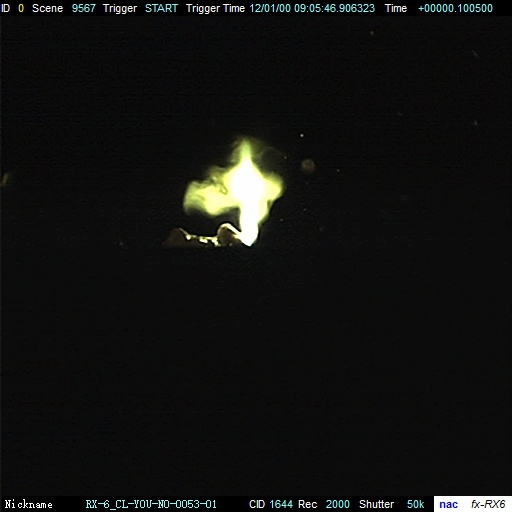 ID 0 Scene 9567 Trigger START Trigger Time 12/01/00 09:05:46.906323 Time +00000.100500
Nickname RX-6_CL-YOU-NO-0053-01 CID 1644 Rec 2000 Shutter 50k nac fx-RX6